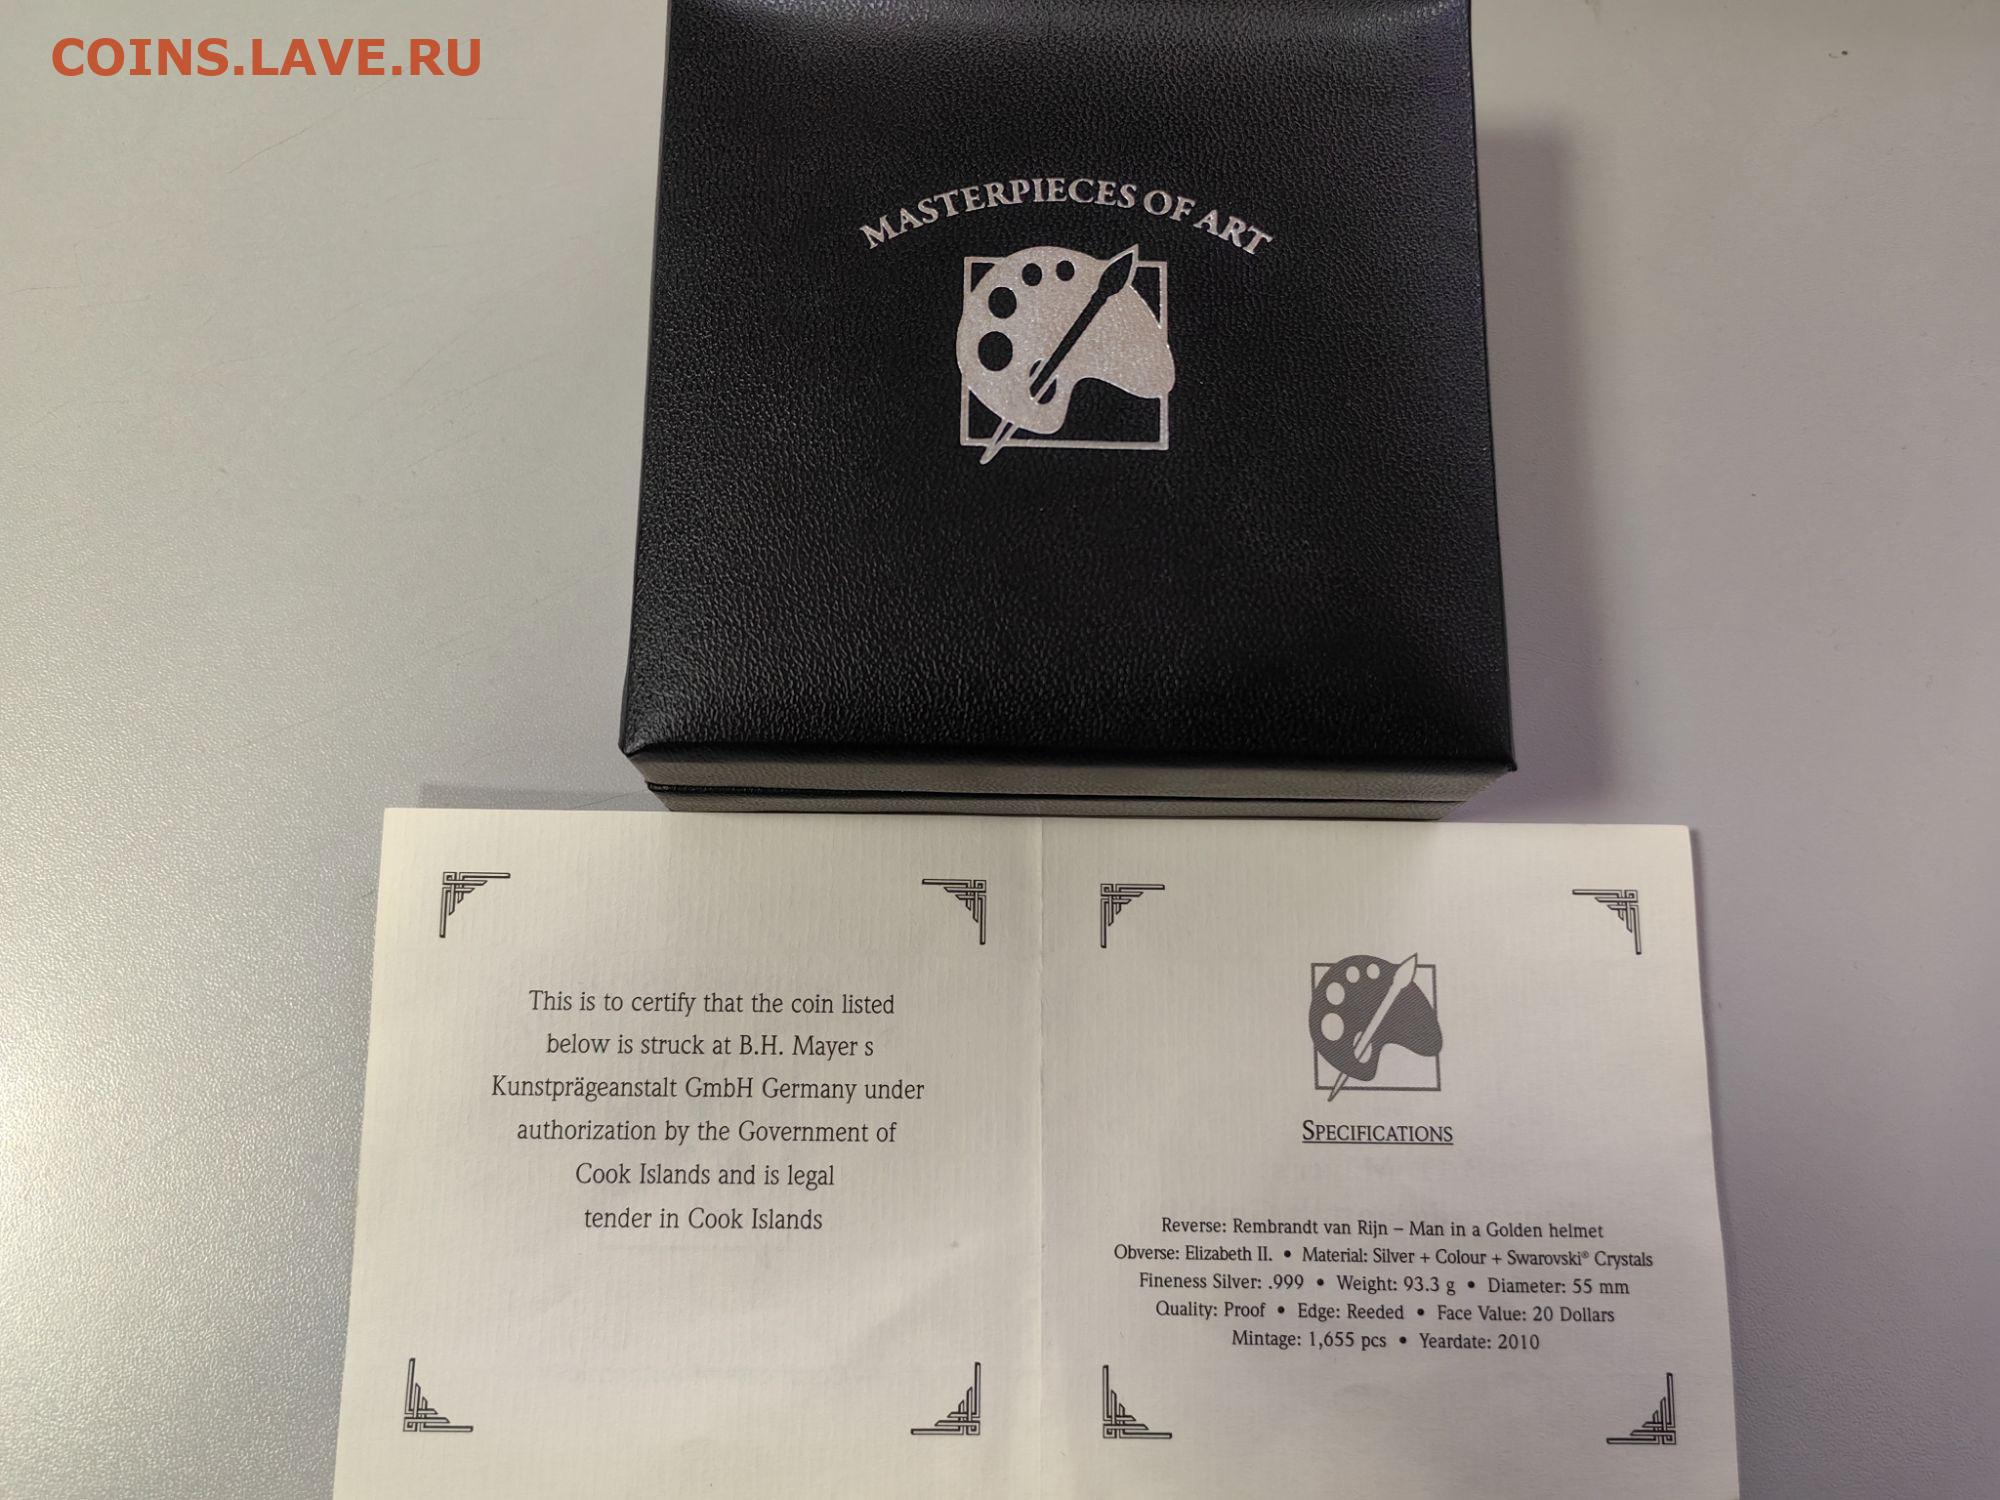 COINS.LAVE.RU
MASTERPIECES OF ART
This is to certify that the coin listed
below is struck at B.H. Mayer s
Kunstprägeanstalt GmbH Germany under
authorization by the Government of
Cook Islands and is legal
tender in Cook Islands
SPECIFICATIONS
Reverse: Rembrandt van Rijn – Man in a Golden helmet
Obverse: Elizabeth II. • Material: Silver + Colour + Swarovski® Crystals
Fineness Silver: .999 • Weight: 93.3 g • Diameter: 55 mm
Quality: Proof • Edge: Reeded • Face Value: 20 Dollars
Mintage: 1,655 pcs • Yeardate: 2010